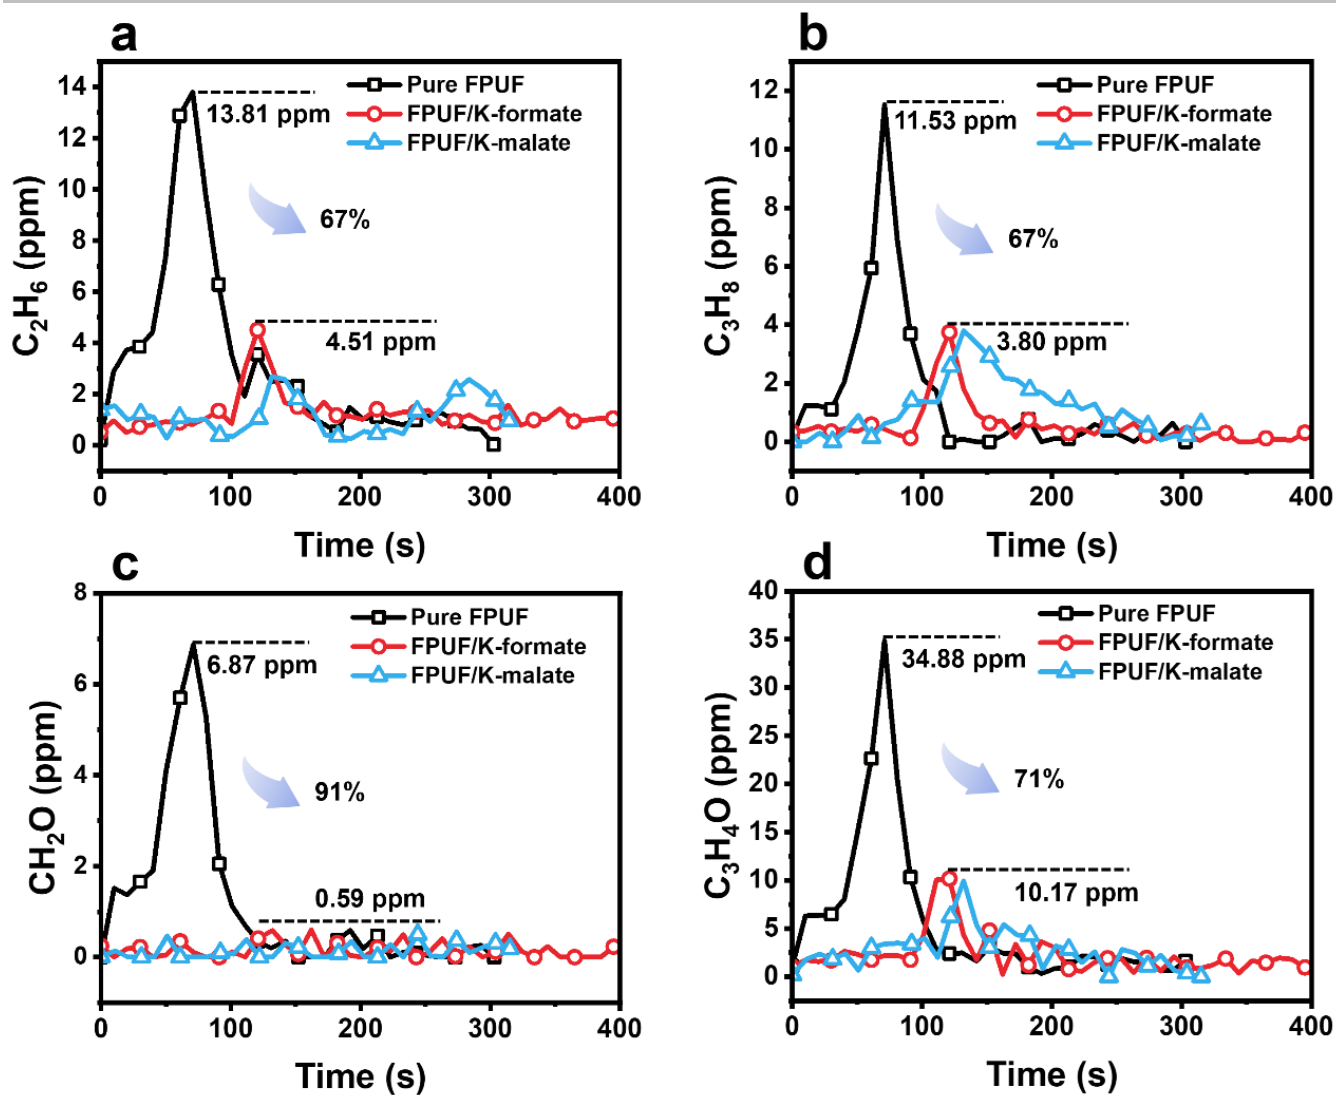 a
C2H6 (ppm)
14
12
10
8
6
4
2
0
Pure FPUF
FPUF/K-formate
FPUF/K-malate
13.81 ppm
67%
4.51 ppm
0
100
200
300
400
Time (s)
b
C3H8 (ppm)
12
10
8
6
4
2
0
Pure FPUF
FPUF/K-formate
FPUF/K-malate
11.53 ppm
67%
3.80 ppm
0
100
200
300
400
Time (s)
c
CH2O (ppm)
8
6
4
2
0
Pure FPUF
FPUF/K-formate
FPUF/K-malate
6.87 ppm
91%
0.59 ppm
0
100
200
300
400
Time (s)
d
C3H4O (ppm)
40
35
30
25
20
15
10
5
0
Pure FPUF
FPUF/K-formate
FPUF/K-malate
34.88 ppm
71%
10.17 ppm
0
100
200
300
400
Time (s)